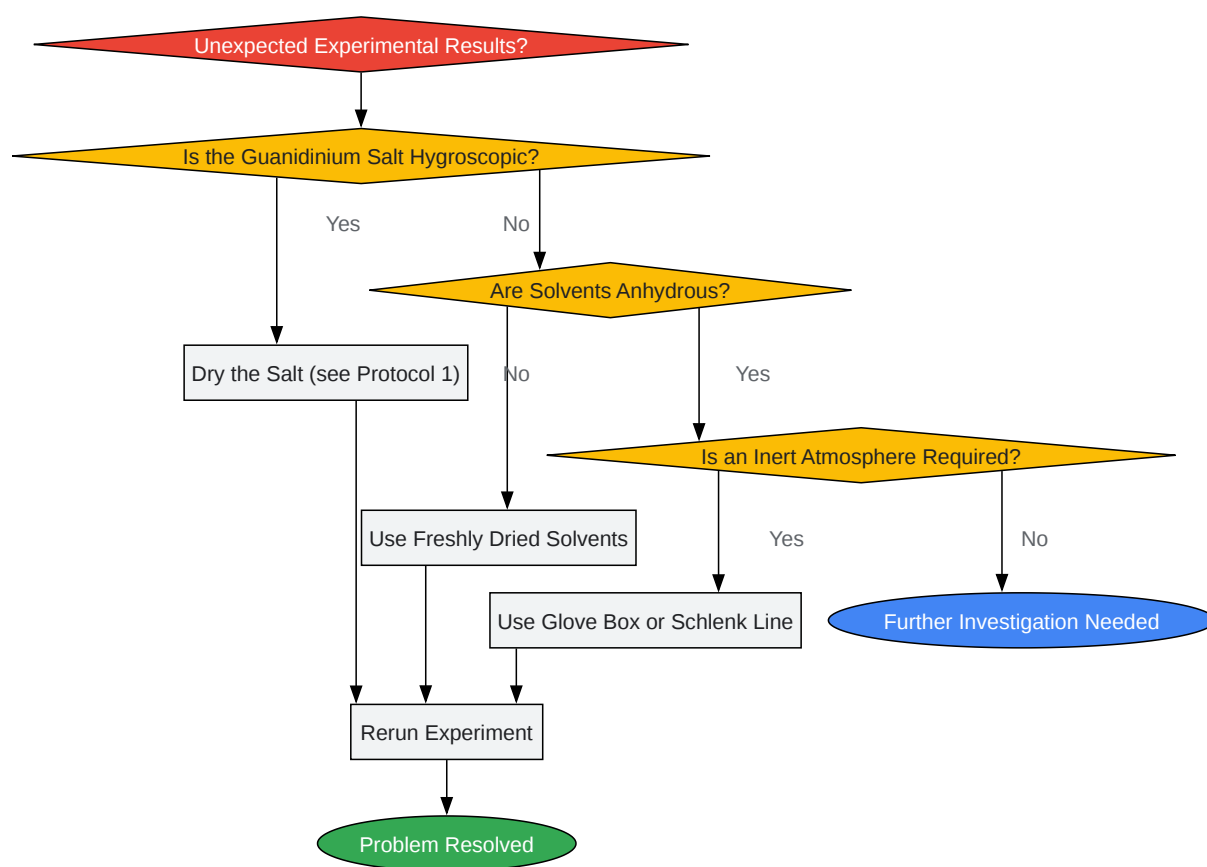 Unexpected Experimental Results?
Is the Guanidinium Salt Hygroscopic?
Yes
No
Are Solvents Anhydrous?
Dry the Salt (see Protocol 1)
No
Yes
Is an Inert Atmosphere Required?
Use Freshly Dried Solvents
Yes
No
Use Glove Box or Schlenk Line
Further Investigation Needed
Rerun Experiment
Problem Resolved